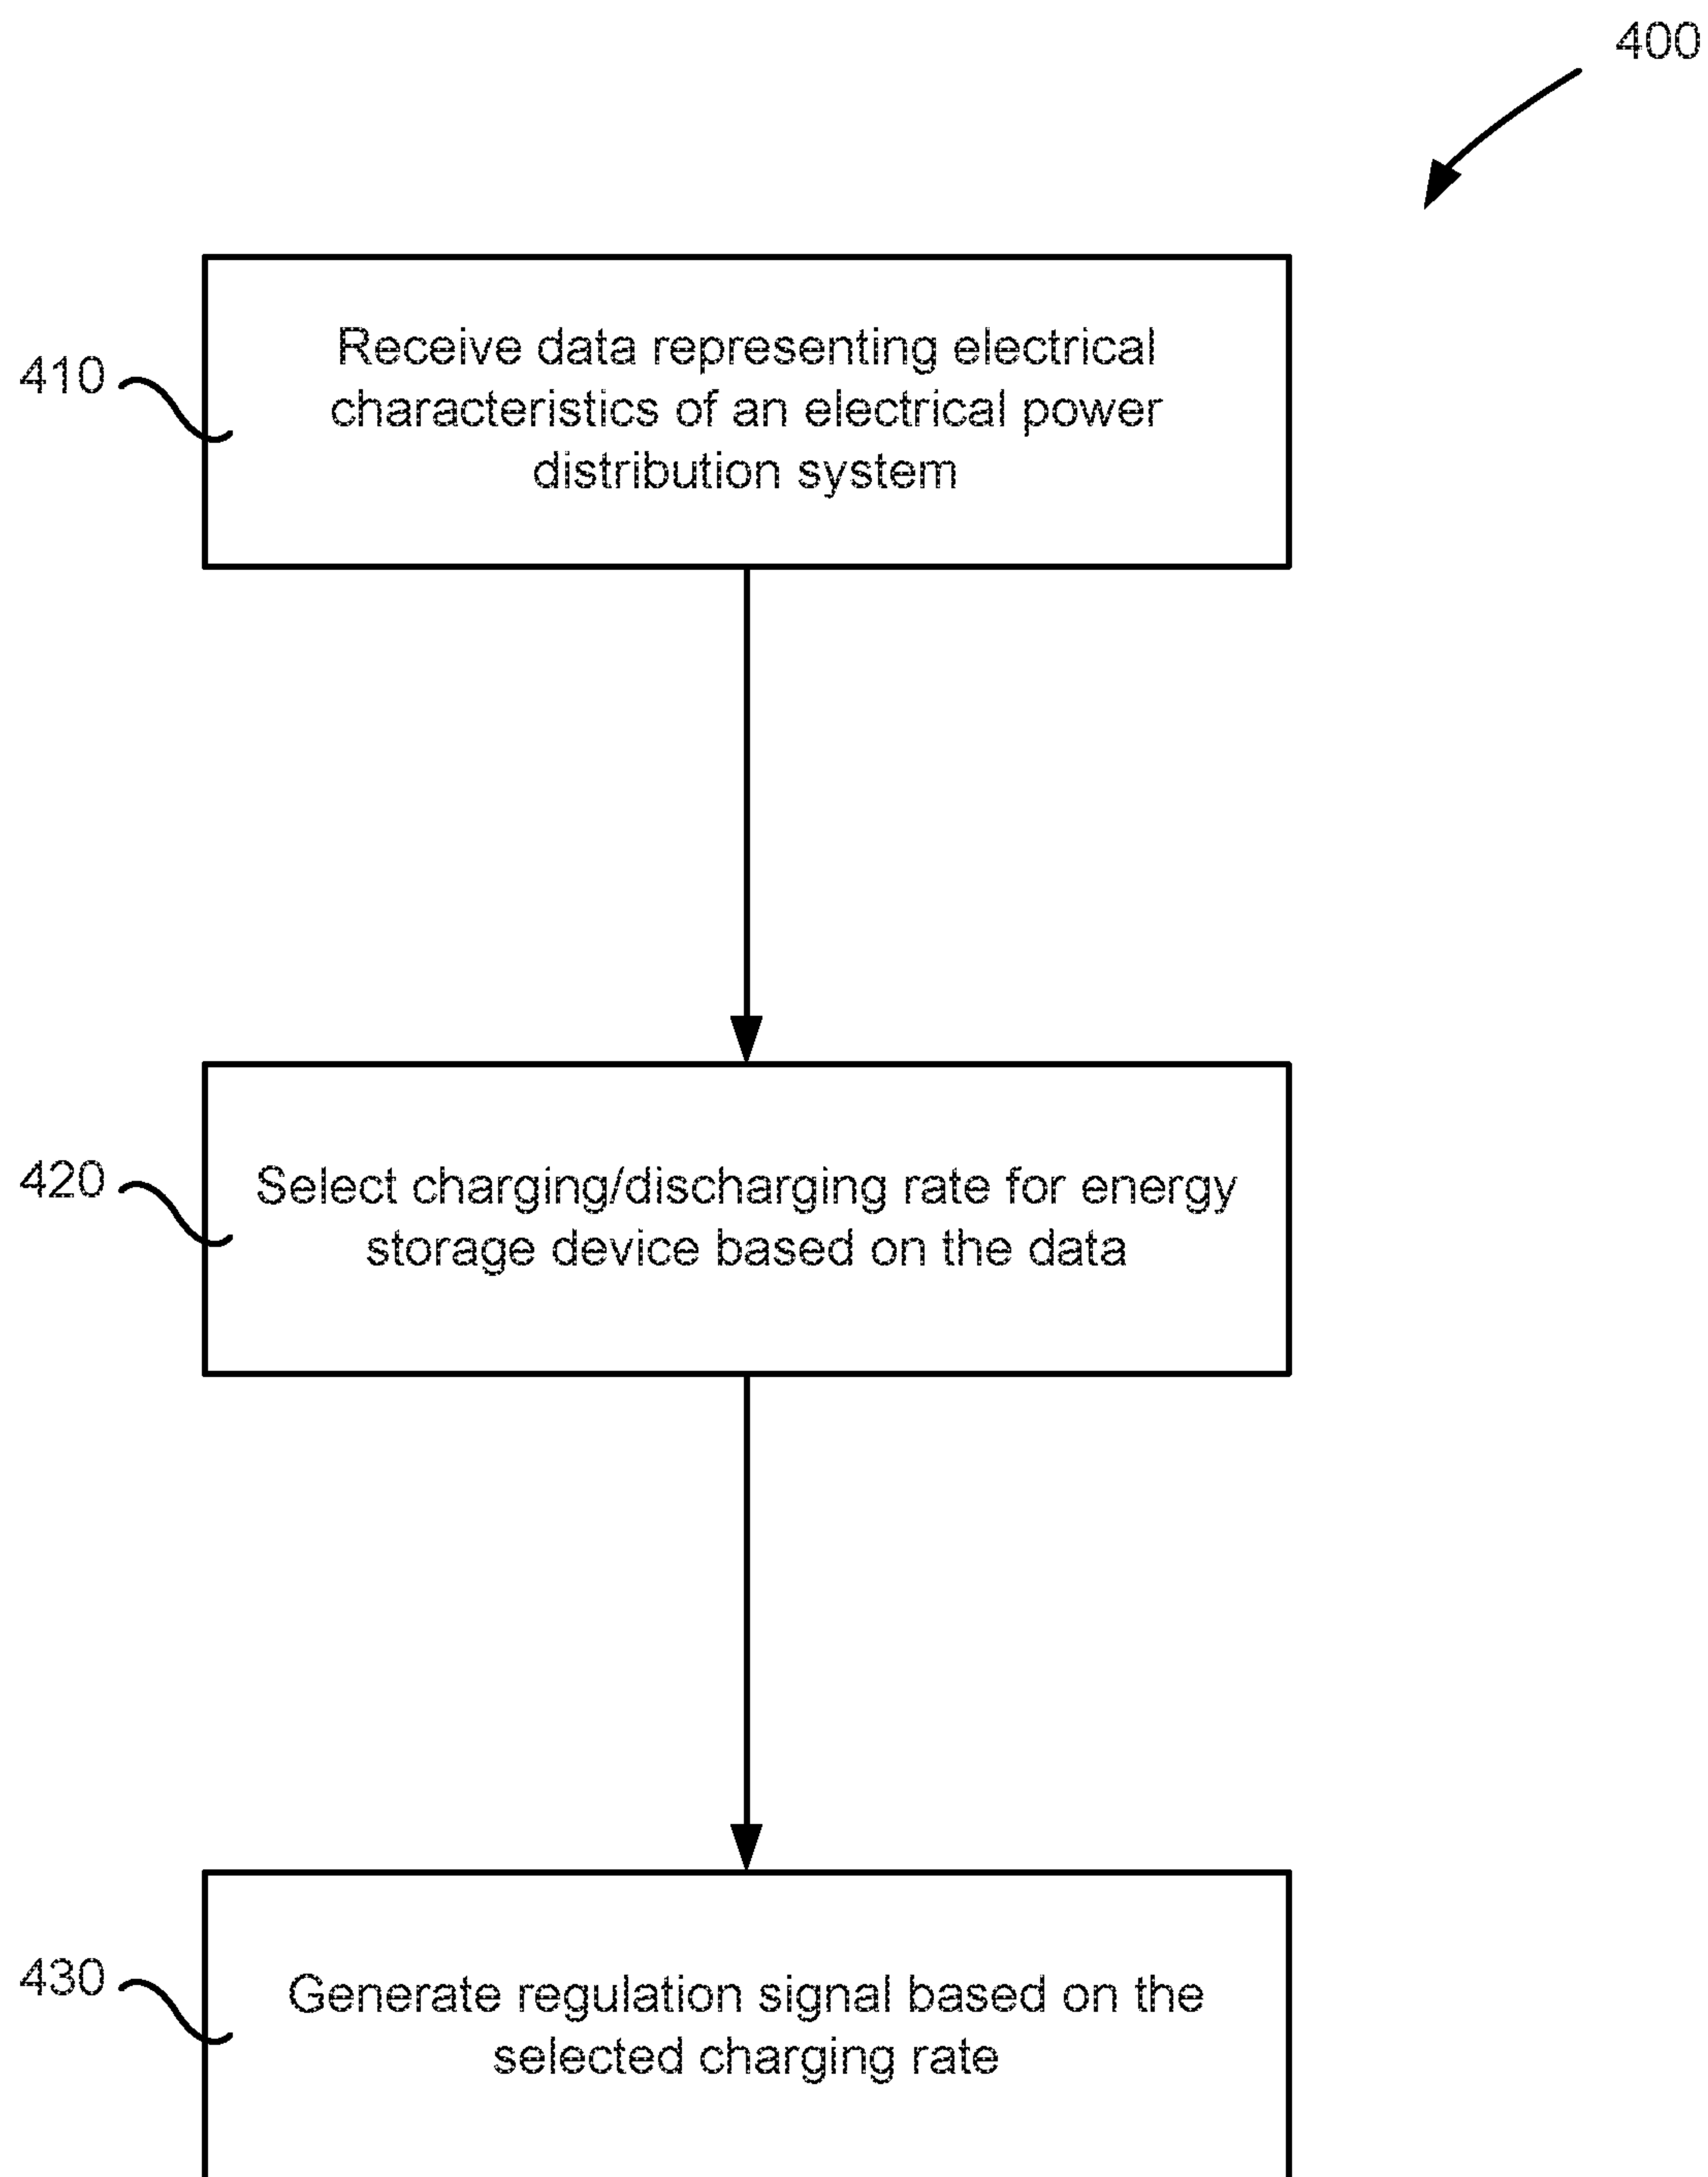 400
410
Receive data representing electrical
characteristics of an electrical power
distribution system
420
Select charging/discharging rate for energy
storage device based on the data
430
Generate regulation signal based on the
selected charging rate